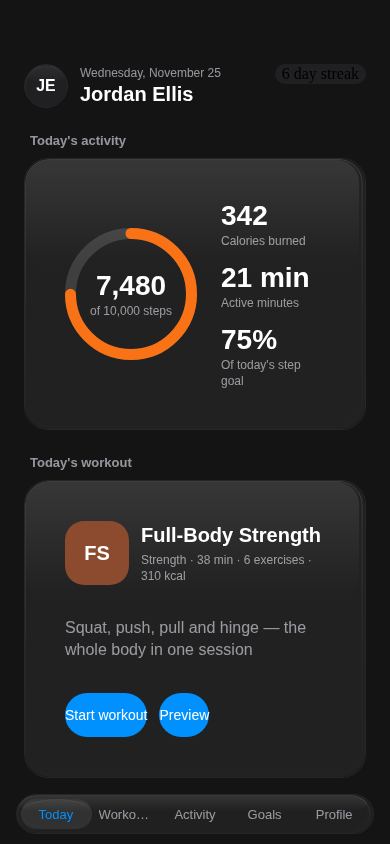 Wednesday, November 25
JE
Jordan Ellis
6 day streak
Today's activity
7,480
of 10,000 steps
342
Calories burned
21 min
Active minutes
75%
Of today's step
goal
Today's workout
FS
Full-Body Strength
Strength · 38 min · 6 exercises ·
310 kcal
Squat, push, pull and hinge — the
whole body in one session
Start workout
Preview
Today
Worko…
Activity
Goals
Profile